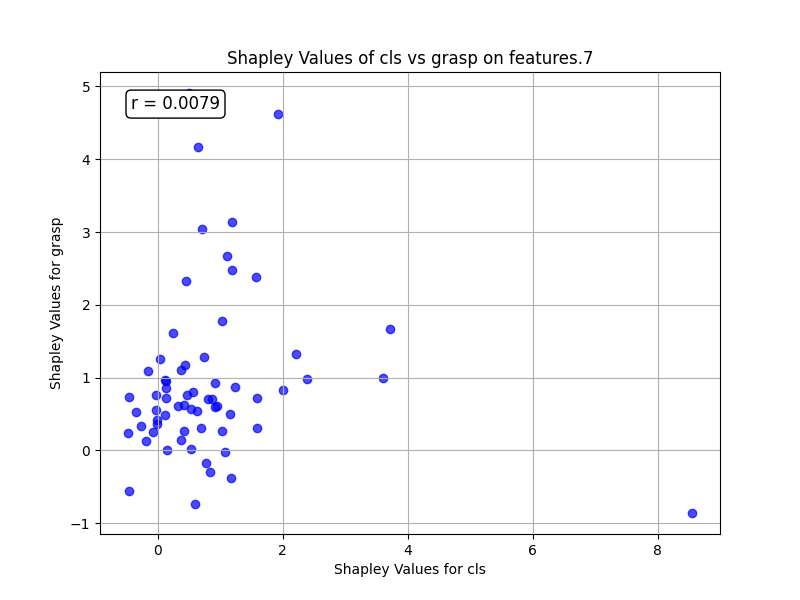 Shapley Values of cls vs grasp on features.7
r = 0.0079
5
4
3
2
1
0
−1
Shapley Values for grasp
0 2 4 6 8
Shapley Values for cls